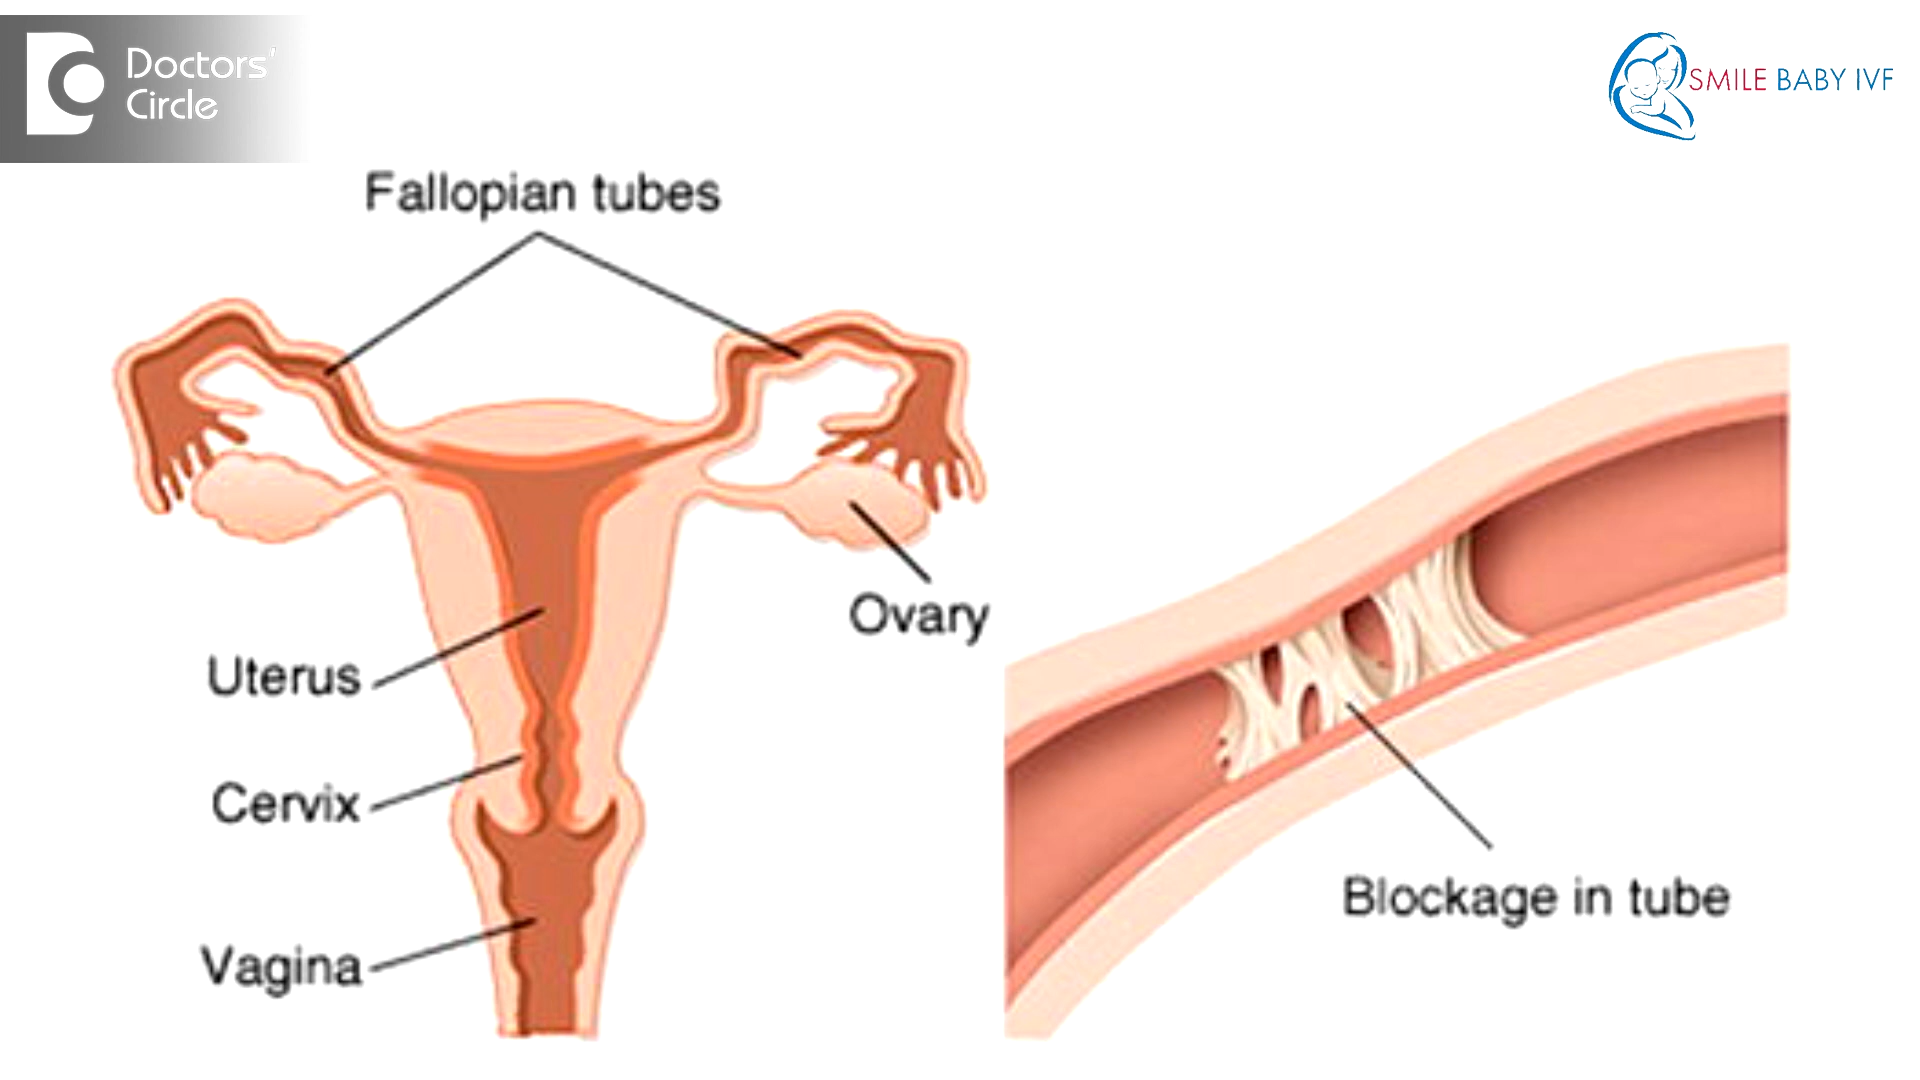 Doctors'
Circle
SMILE BABY IVF
Fallopian tubes
Ovary
Uterus
Cervix
Vagina
Blockage in tube